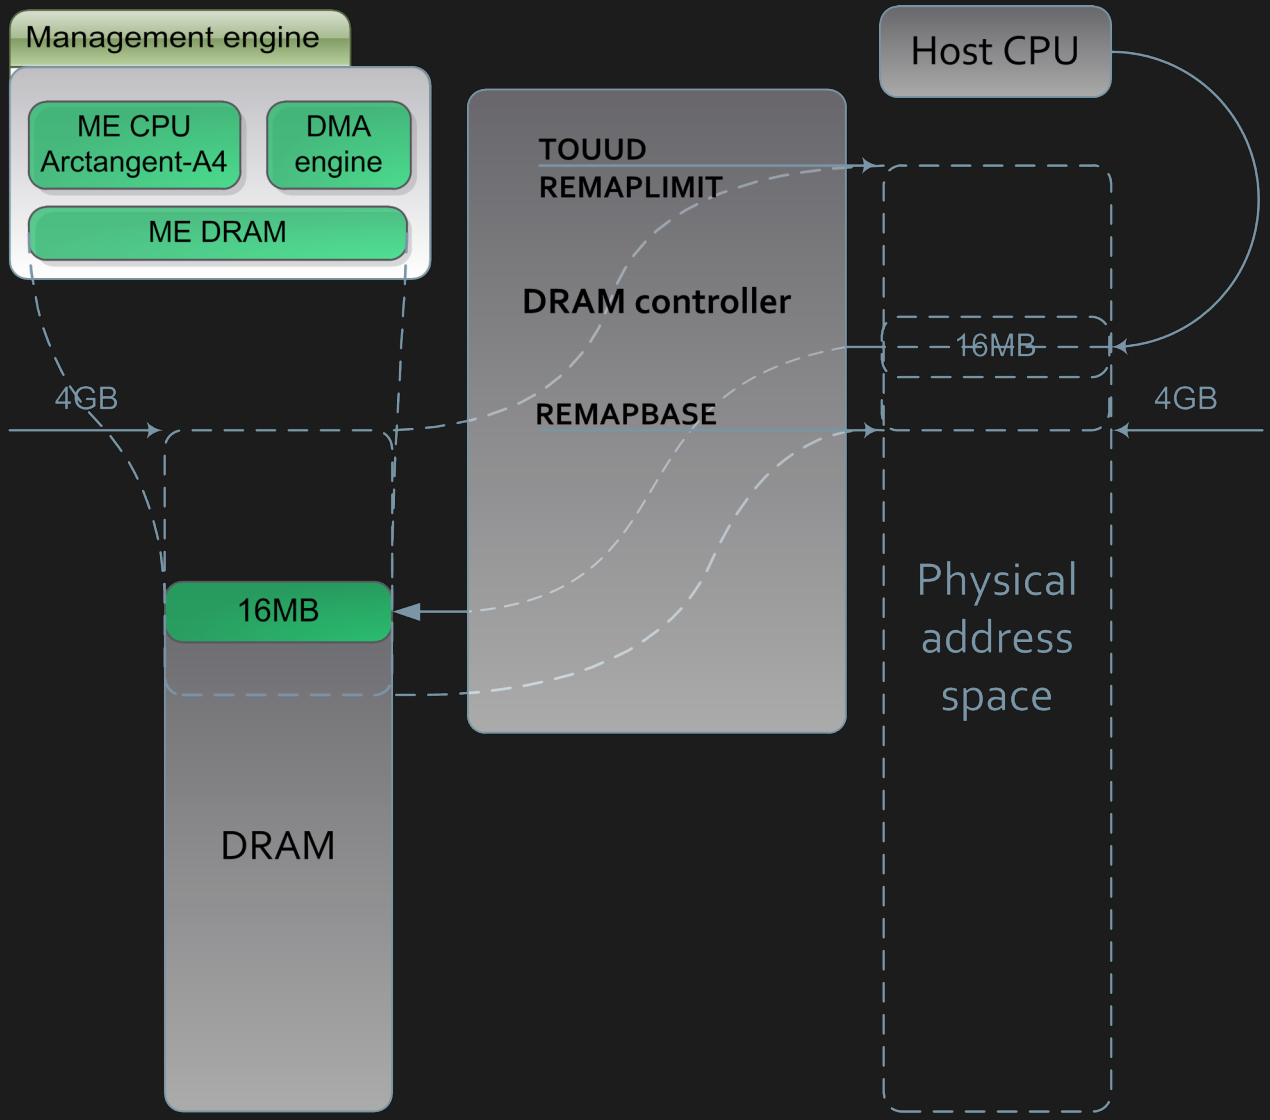 Management engine
ME CPU
Arctangent-A4
DMA
engine
ME DRAM
Host CPU
TOUUD
REMAPLIMIT
DRAM controller
16MB
4GB
REMAPBASE
4GB
Physical
address
space
16MB
DRAM